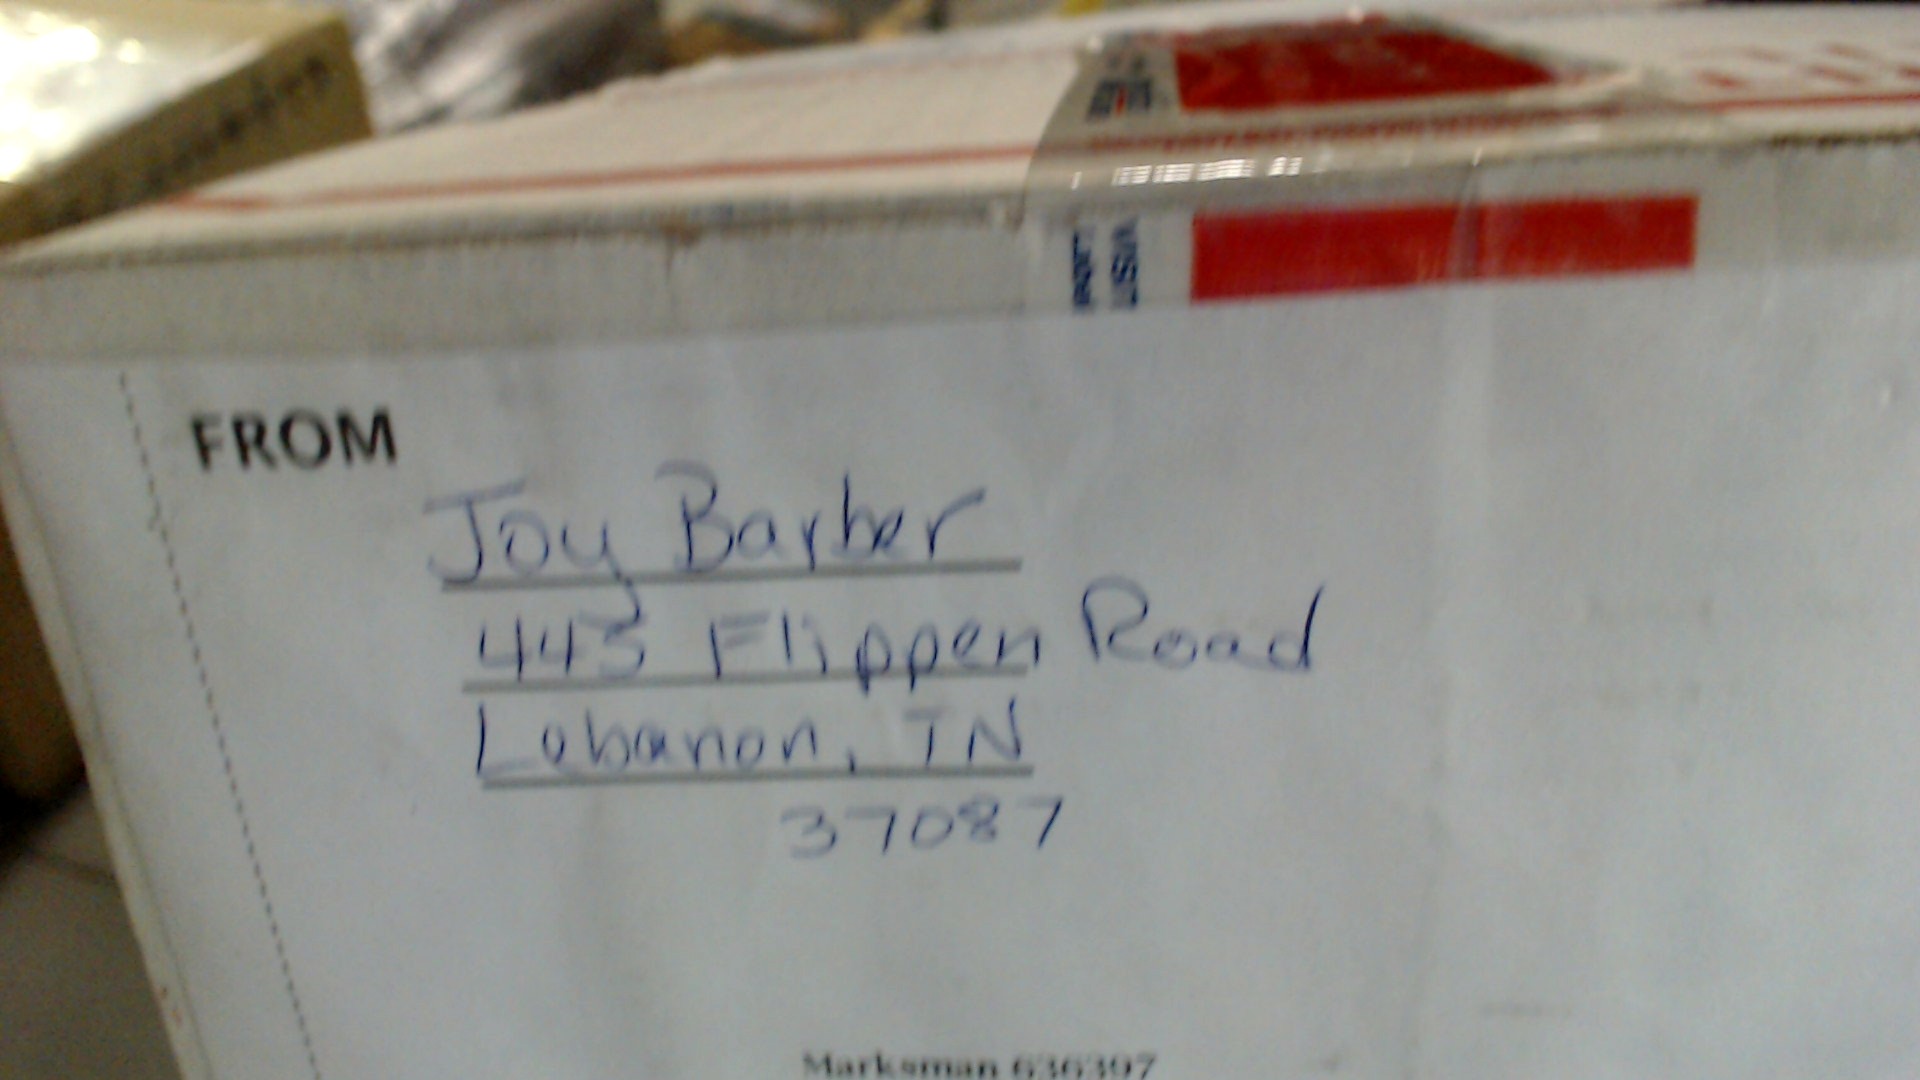 FROM
Joy Barber
443 Flippen Road
Lebanon, TN
37087
Marksman 636397